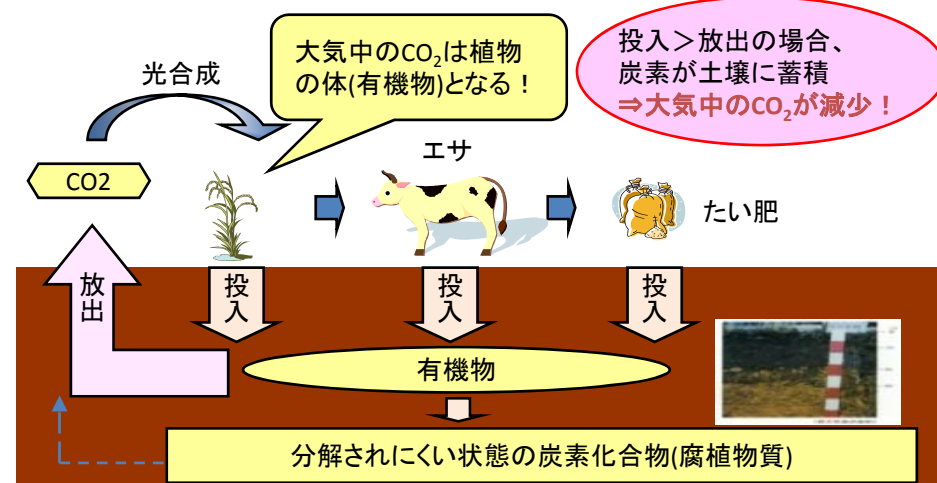 大気中のCO₂は植物
の体(有機物)となる！
投入＞放出の場合、
炭素が土壌に蓄積
⇒大気中のCO₂が減少！
光合成
エサ
CO2
たい肥
放出
投入
投入
投入
有機物
分解されにくい状態の炭素化合物(腐植物質)